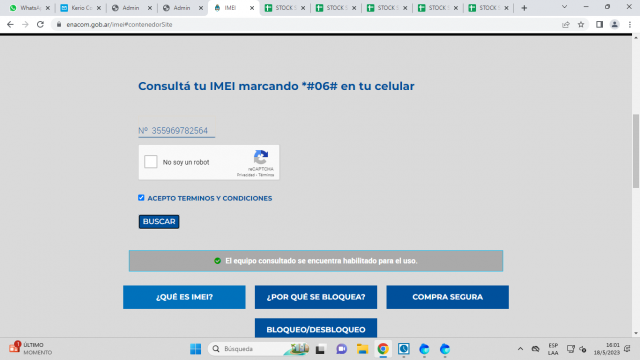 WhatsA
Kerio Co
Admin
Admin
IMEI
STOCK S
STOCK S
STOCK S
STOCK S
STOCK S
enacom.gob.ar/imei#contenedorSite
Consultá tu IMEI marcando *#06# en tu celular
Nº 355969782564
No soy un robot
reCAPTCHA
Privacidad - Términos
ACEPTO TERMINOS Y CONDICIONES
BUSCAR
El equipo consultado se encuentra habilitado para el uso.
¿QUÉ ES IMEI?
¿POR QUÉ SE BLOQUEA?
COMPRA SEGURA
BLOQUEO/DESBLOQUEO
1
ÚLTIMO
MOMENTO
Búsqueda
ESP
LAA
16:01
18/5/2023